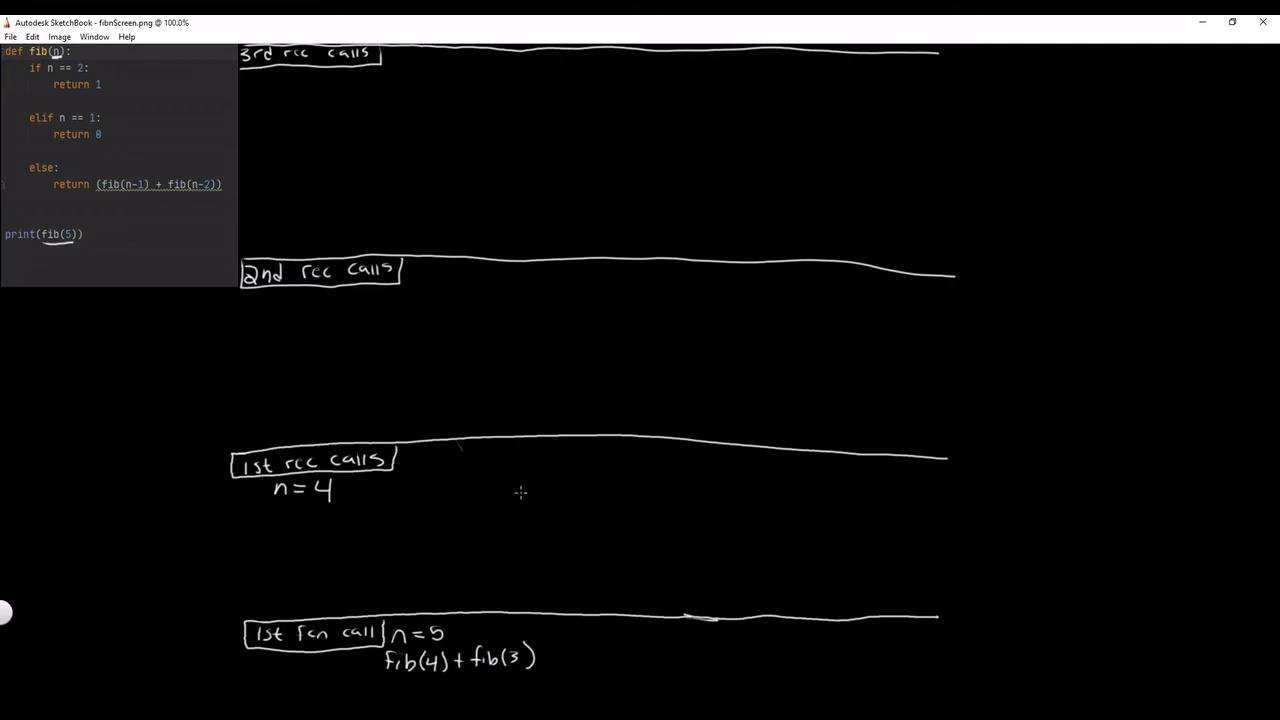 Autodesk SketchBook - fibnScreen.png @ 100.0%
File Edit Image Window Help
def fib(n):
if n == 2:
return 1
elif n == 1:
return 0
else:
return (fib(n-1) + fib(n-2))
print(fib(5))
3rd rec calls
2nd rec calls
1st rec calls
n = 4
1st fcn call n = 5
fib(4) + fib(3)